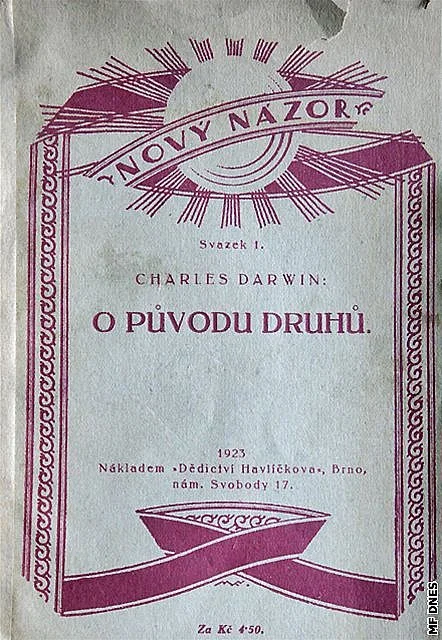 NOVÝ NÁZOR
Svazek 1.
CHARLES DARWIN:
O PŮVODU DRUHŮ.
1923
Nákladem »Dědictví Havlíčkova«, Brno,
nám. Svobody 17.
Za Kč 4·50.
MF DNES